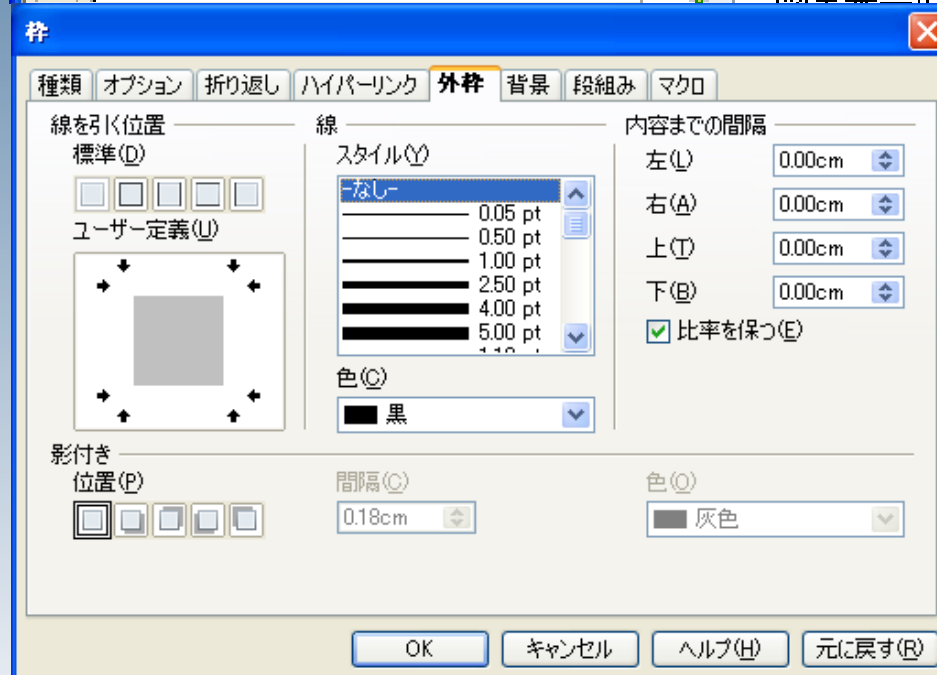 枠
種類 オプション 折り返し ハイパーリンク 外枠 背景 段組み マクロ
線を引く位置
標準(D)
ユーザー定義(U)
線
スタイル(Y)
-なし-
0.05 pt
0.50 pt
1.00 pt
2.50 pt
4.00 pt
5.00 pt
色(C)
黒
内容までの間隔
左(L) 0.00cm
右(A) 0.00cm
上(T) 0.00cm
下(B) 0.00cm
比率を保つ(E)
影付き
位置(P)
間隔(C)
0.18cm
色(O)
灰色
OK キャンセル ヘルプ(H) 元に戻す(R)